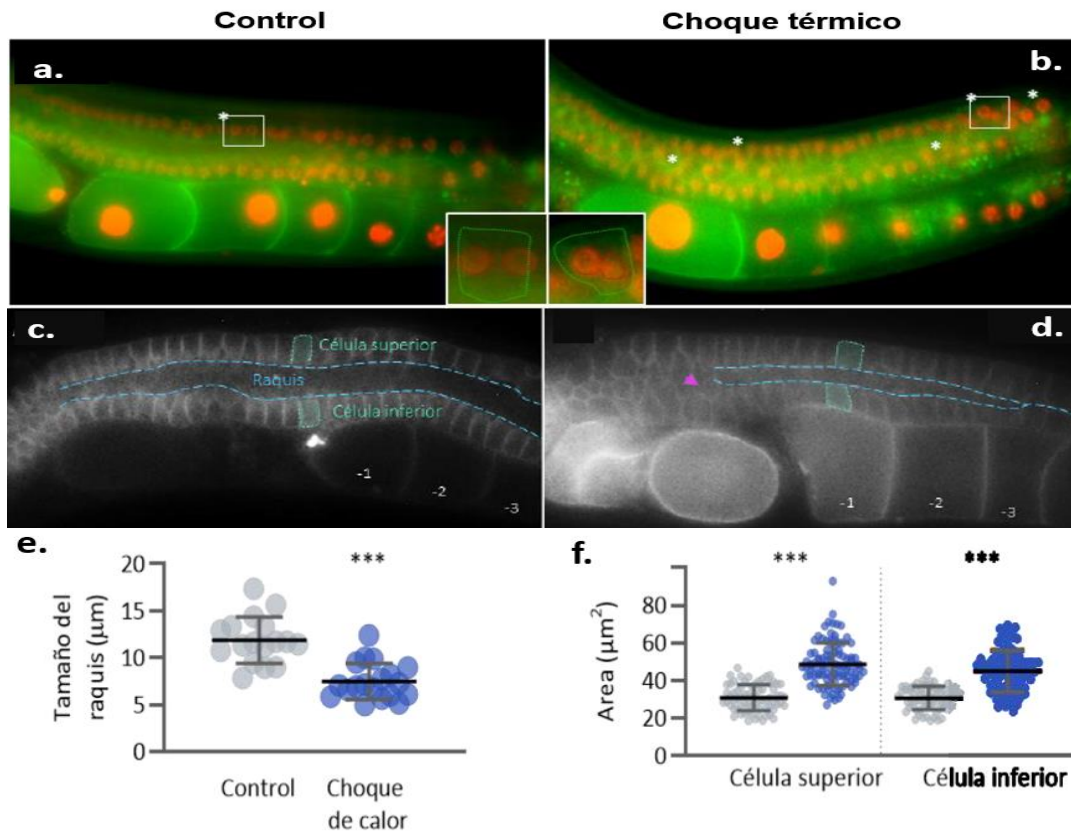 Control
Choque térmico
a.
*
b.
*
*
*
*
*
c.
Célula superior
Raquis
Célula inferior
-1
-2
-3
d.
-1
-2
-3
e.
***
20
15
10
5
0
Tamaño del
raquis (μm)
Control
Choque
de calor
f.
***
***
80
60
40
20
0
Area (μm²)
Célula superior
Célula inferior